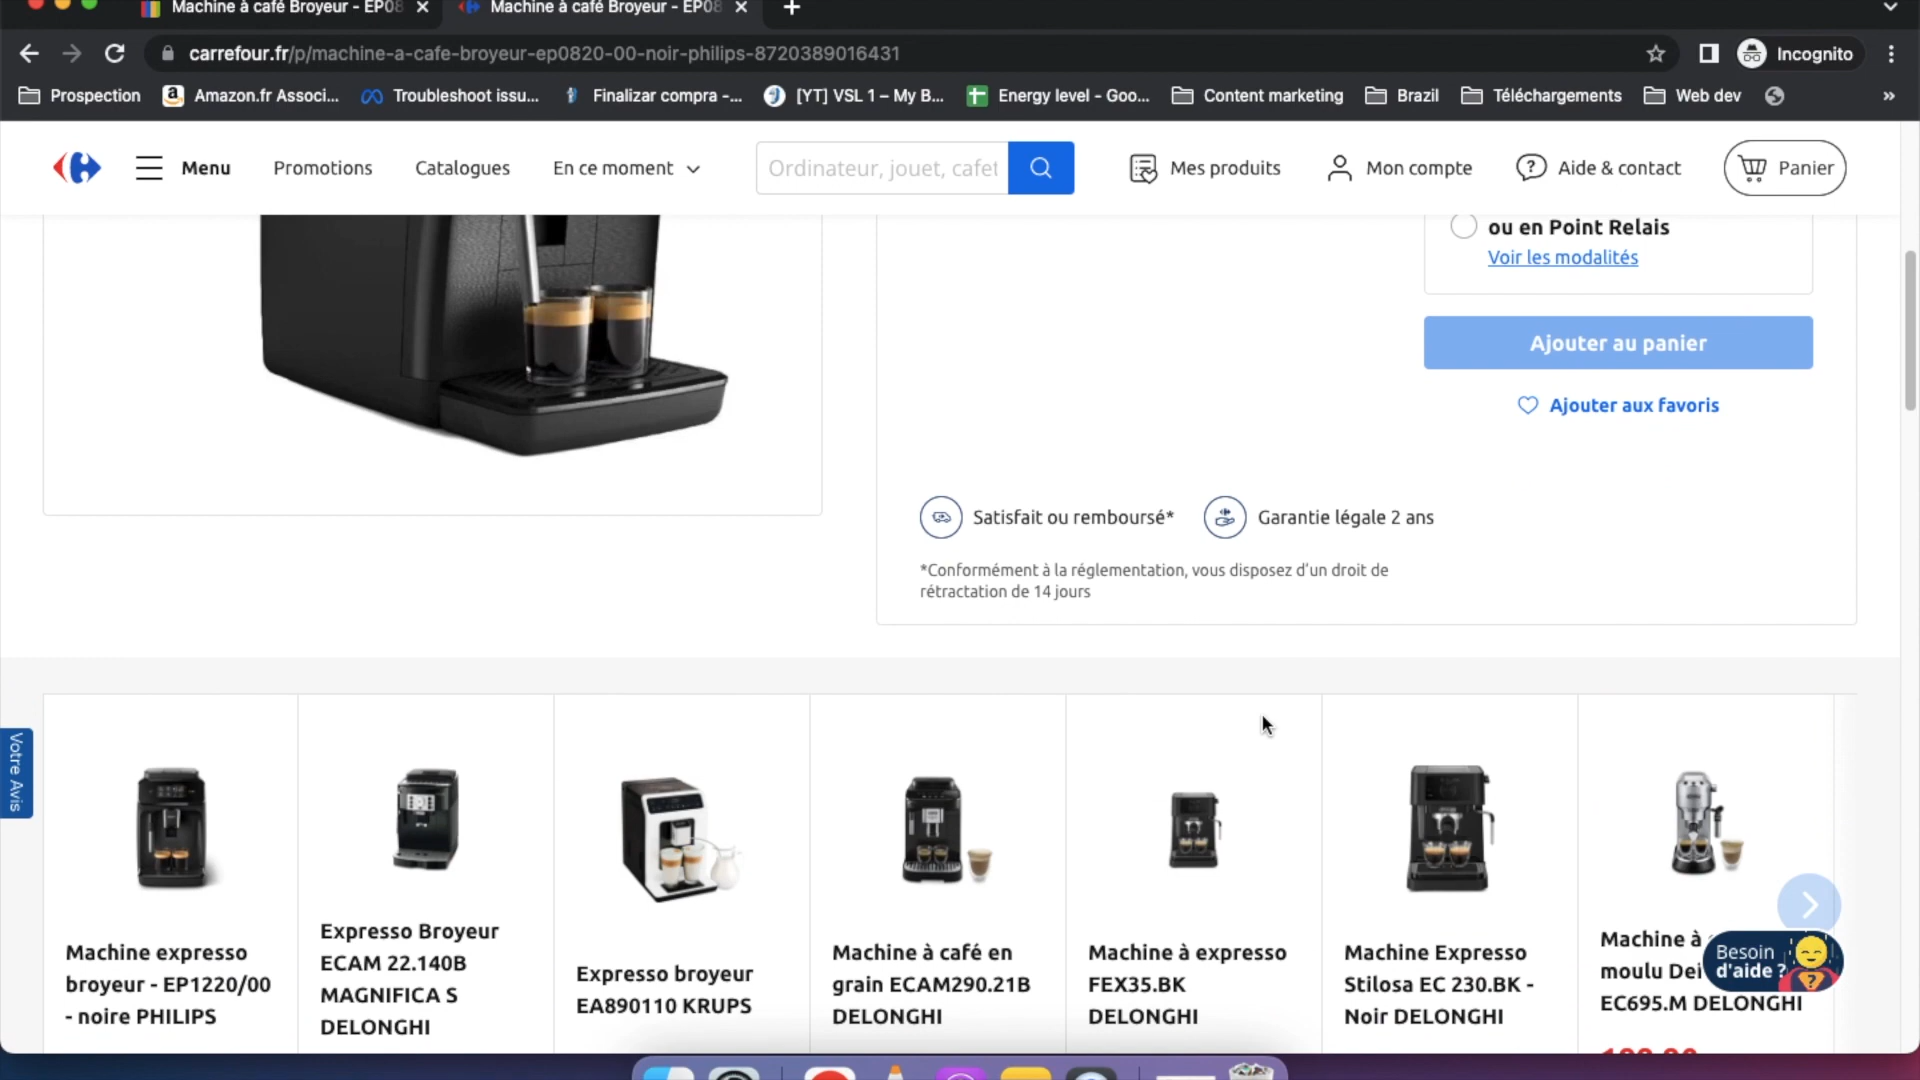 Machine à café Broyeur - EP08
Machine à café Broyeur - EP08
carrefour.fr/p/machine-a-cafe-broyeur-ep0820-00-noir-philips-8720389016431
Incognito
Prospection
Amazon.fr Associ...
Troubleshoot issu...
Finalizar compra -...
[YT] VSL 1 – My B...
Energy level - Goo...
Content marketing
Brazil
Téléchargements
Web dev
»
Menu
Promotions
Catalogues
En ce moment
Ordinateur, jouet, cafet
Mes produits
Mon compte
Aide & contact
Panier
ou en Point Relais
Voir les modalités
Ajouter au panier
Ajouter aux favoris
Satisfait ou remboursé*
Garantie légale 2 ans
*Conformément à la réglementation, vous disposez d'un droit de
rétractation de 14 jours
Votre Avis
Machine expresso
broyeur - EP1220/00
- noire PHILIPS
Expresso Broyeur
ECAM 22.140B
MAGNIFICA S
DELONGHI
Expresso broyeur
EA890110 KRUPS
Machine à café en
grain ECAM290.21B
DELONGHI
Machine à expresso
FEX35.BK
DELONGHI
Machine Expresso
Stilosa EC 230.BK -
Noir DELONGHI
Machine à
moulu
EC695.M DELONGHI
Besoin
d'aide ?